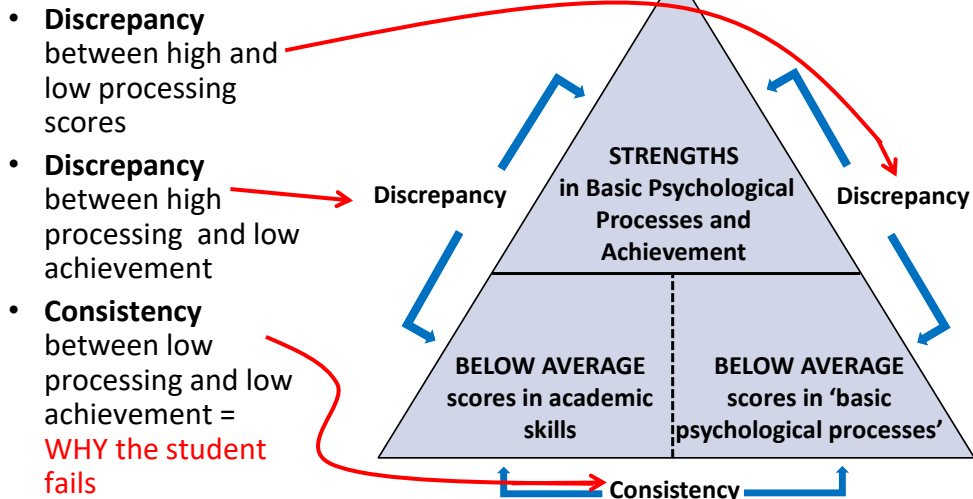 • Discrepancy
between high and
low processing
scores
• Discrepancy
between high
processing and low
achievement
• Consistency
between low
processing and low
achievement =
WHY the student
fails
STRENGTHS
in Basic Psychological
Processes and
Achievement
Discrepancy
Discrepancy
BELOW AVERAGE
scores in academic
skills
BELOW AVERAGE
scores in ‘basic
psychological processes’
Consistency